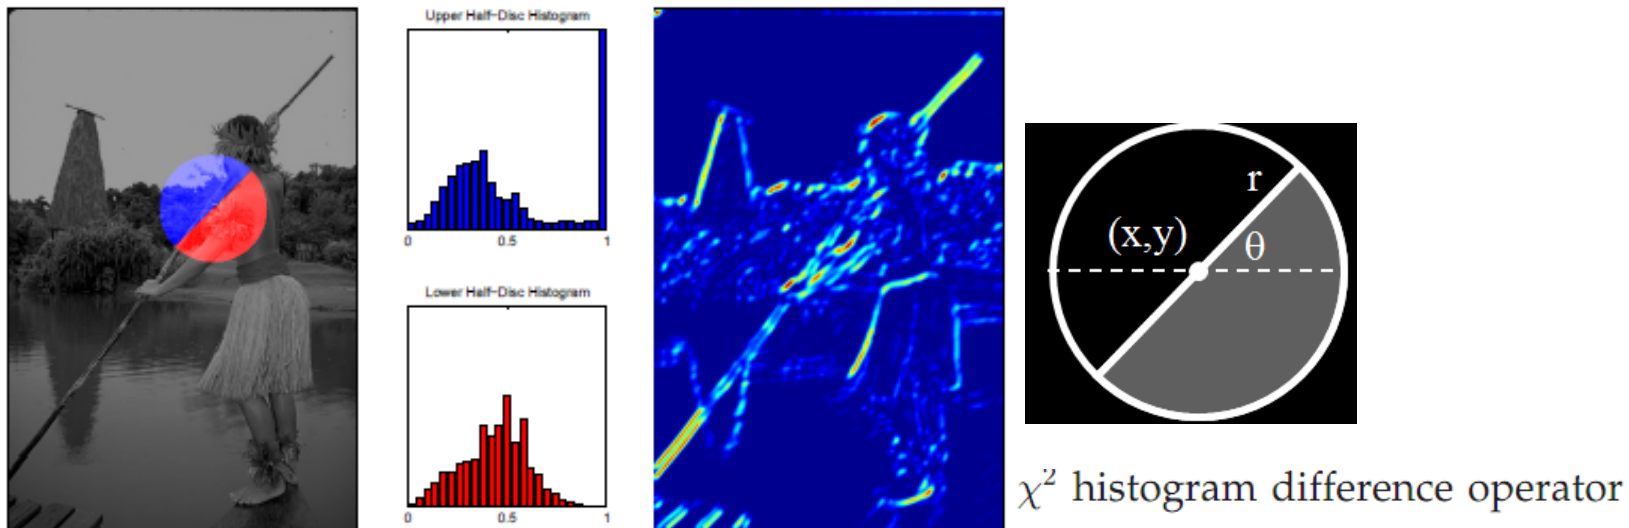 Upper Half-Disc Histogram
0 0.5 1
Lower Half-Disc Histogram
0 0.5 1
r
(x,y)
θ
χ² histogram difference operator